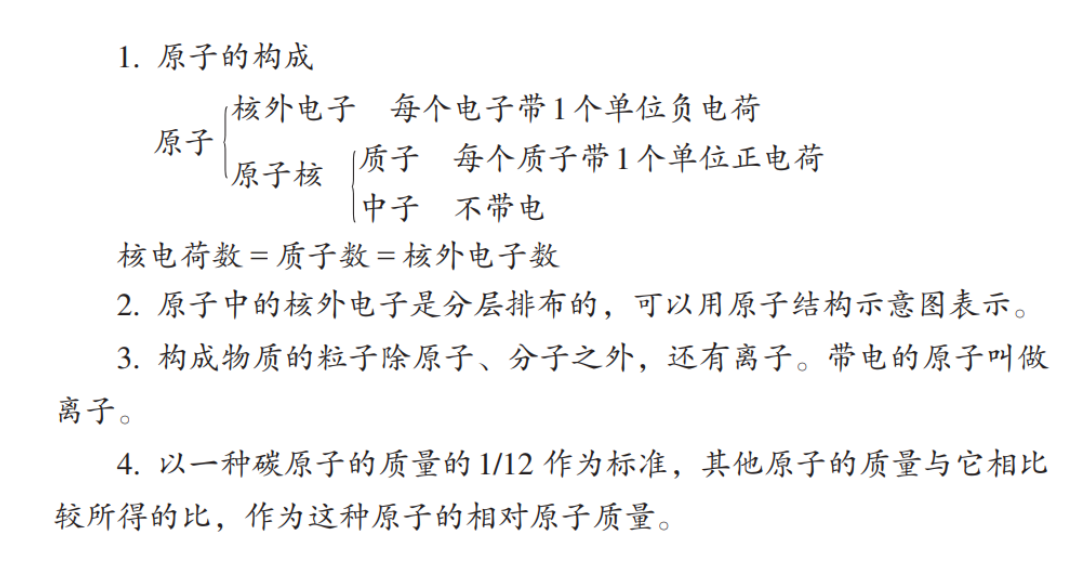 1. 原子的构成
核外电子 每个电子带1个单位负电荷
原子
原子核
质子 每个质子带1个单位正电荷
中子 不带电
核电荷数=质子数=核外电子数
2. 原子中的核外电子是分层排布的，可以用原子结构示意图表示。
3. 构成物质的粒子除原子、分子之外，还有离子。带电的原子叫做
离子。
4. 以一种碳原子的质量的1/12 作为标准，其他原子的质量与它相比
较所得的比，作为这种原子的相对原子质量。